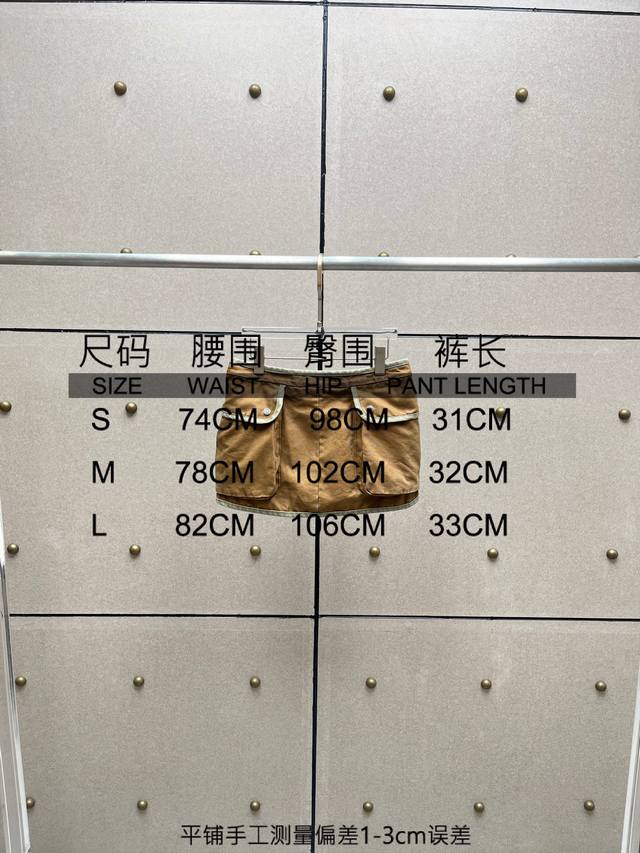 尺码 腰围 臀围 裤长
SIZE WAIST HIP PANT LENGTH
S 74CM 98CM 31CM
M 78CM 102CM 32CM
L 82CM 106CM 33CM
平铺手工测量偏差1-3cm误差